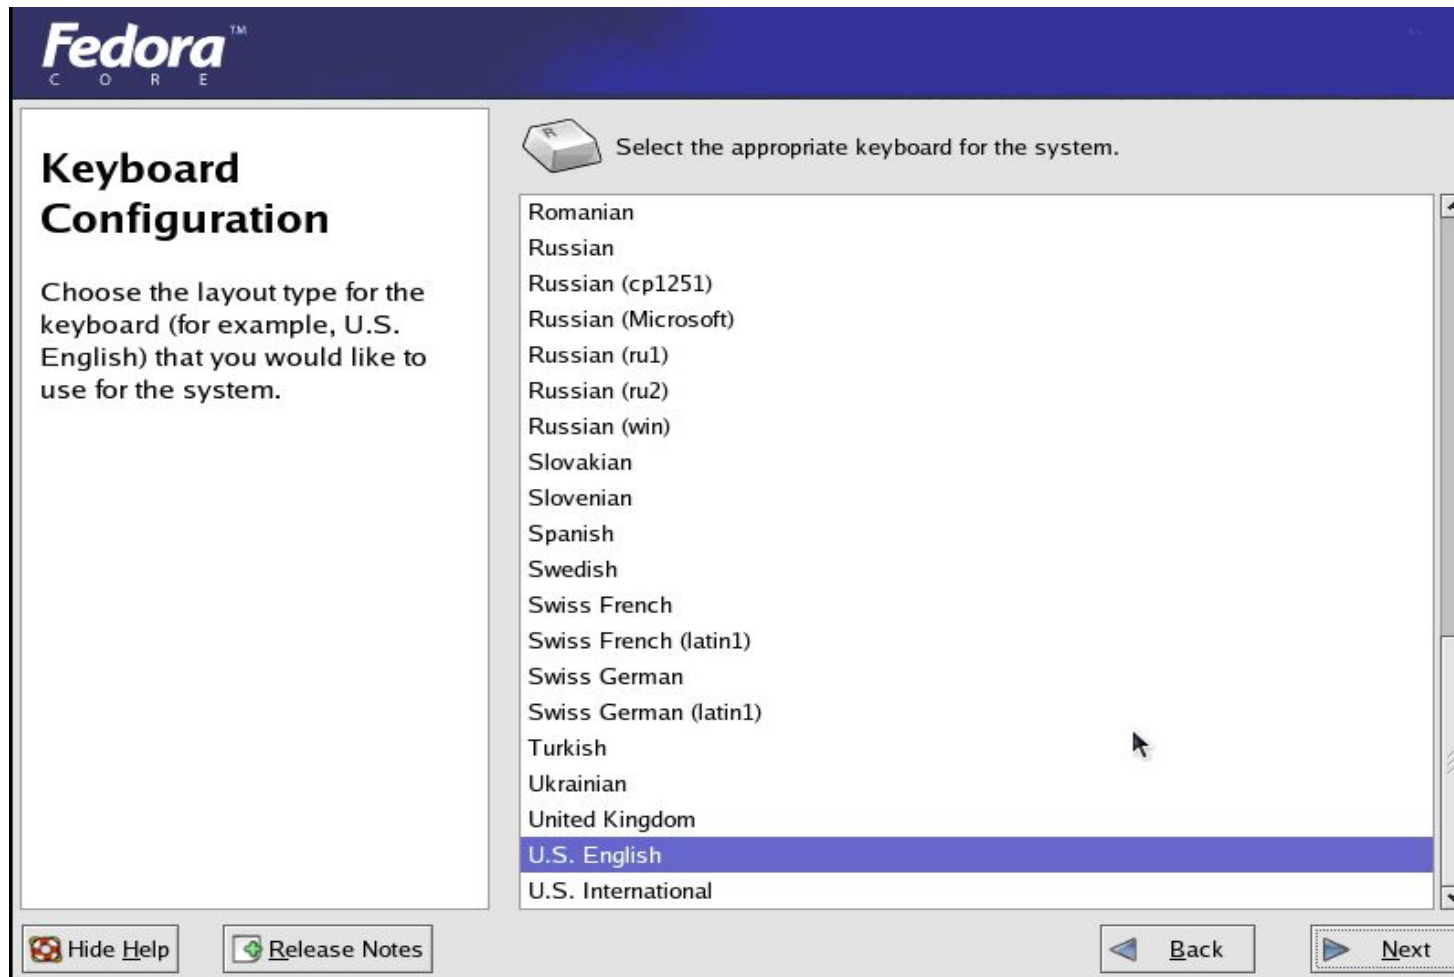 Fedora™
CORE
Keyboard
Configuration
Choose the layout type for the
keyboard (for example, U.S.
English) that you would like to
use for the system.
R
Select the appropriate keyboard for the system.
Romanian
Russian
Russian (cp1251)
Russian (Microsoft)
Russian (ru1)
Russian (ru2)
Russian (win)
Slovakian
Slovenian
Spanish
Swedish
Swiss French
Swiss French (latin1)
Swiss German
Swiss German (latin1)
Turkish
Ukrainian
United Kingdom
U.S. English
U.S. International
Hide Help
Release Notes
Back
Next